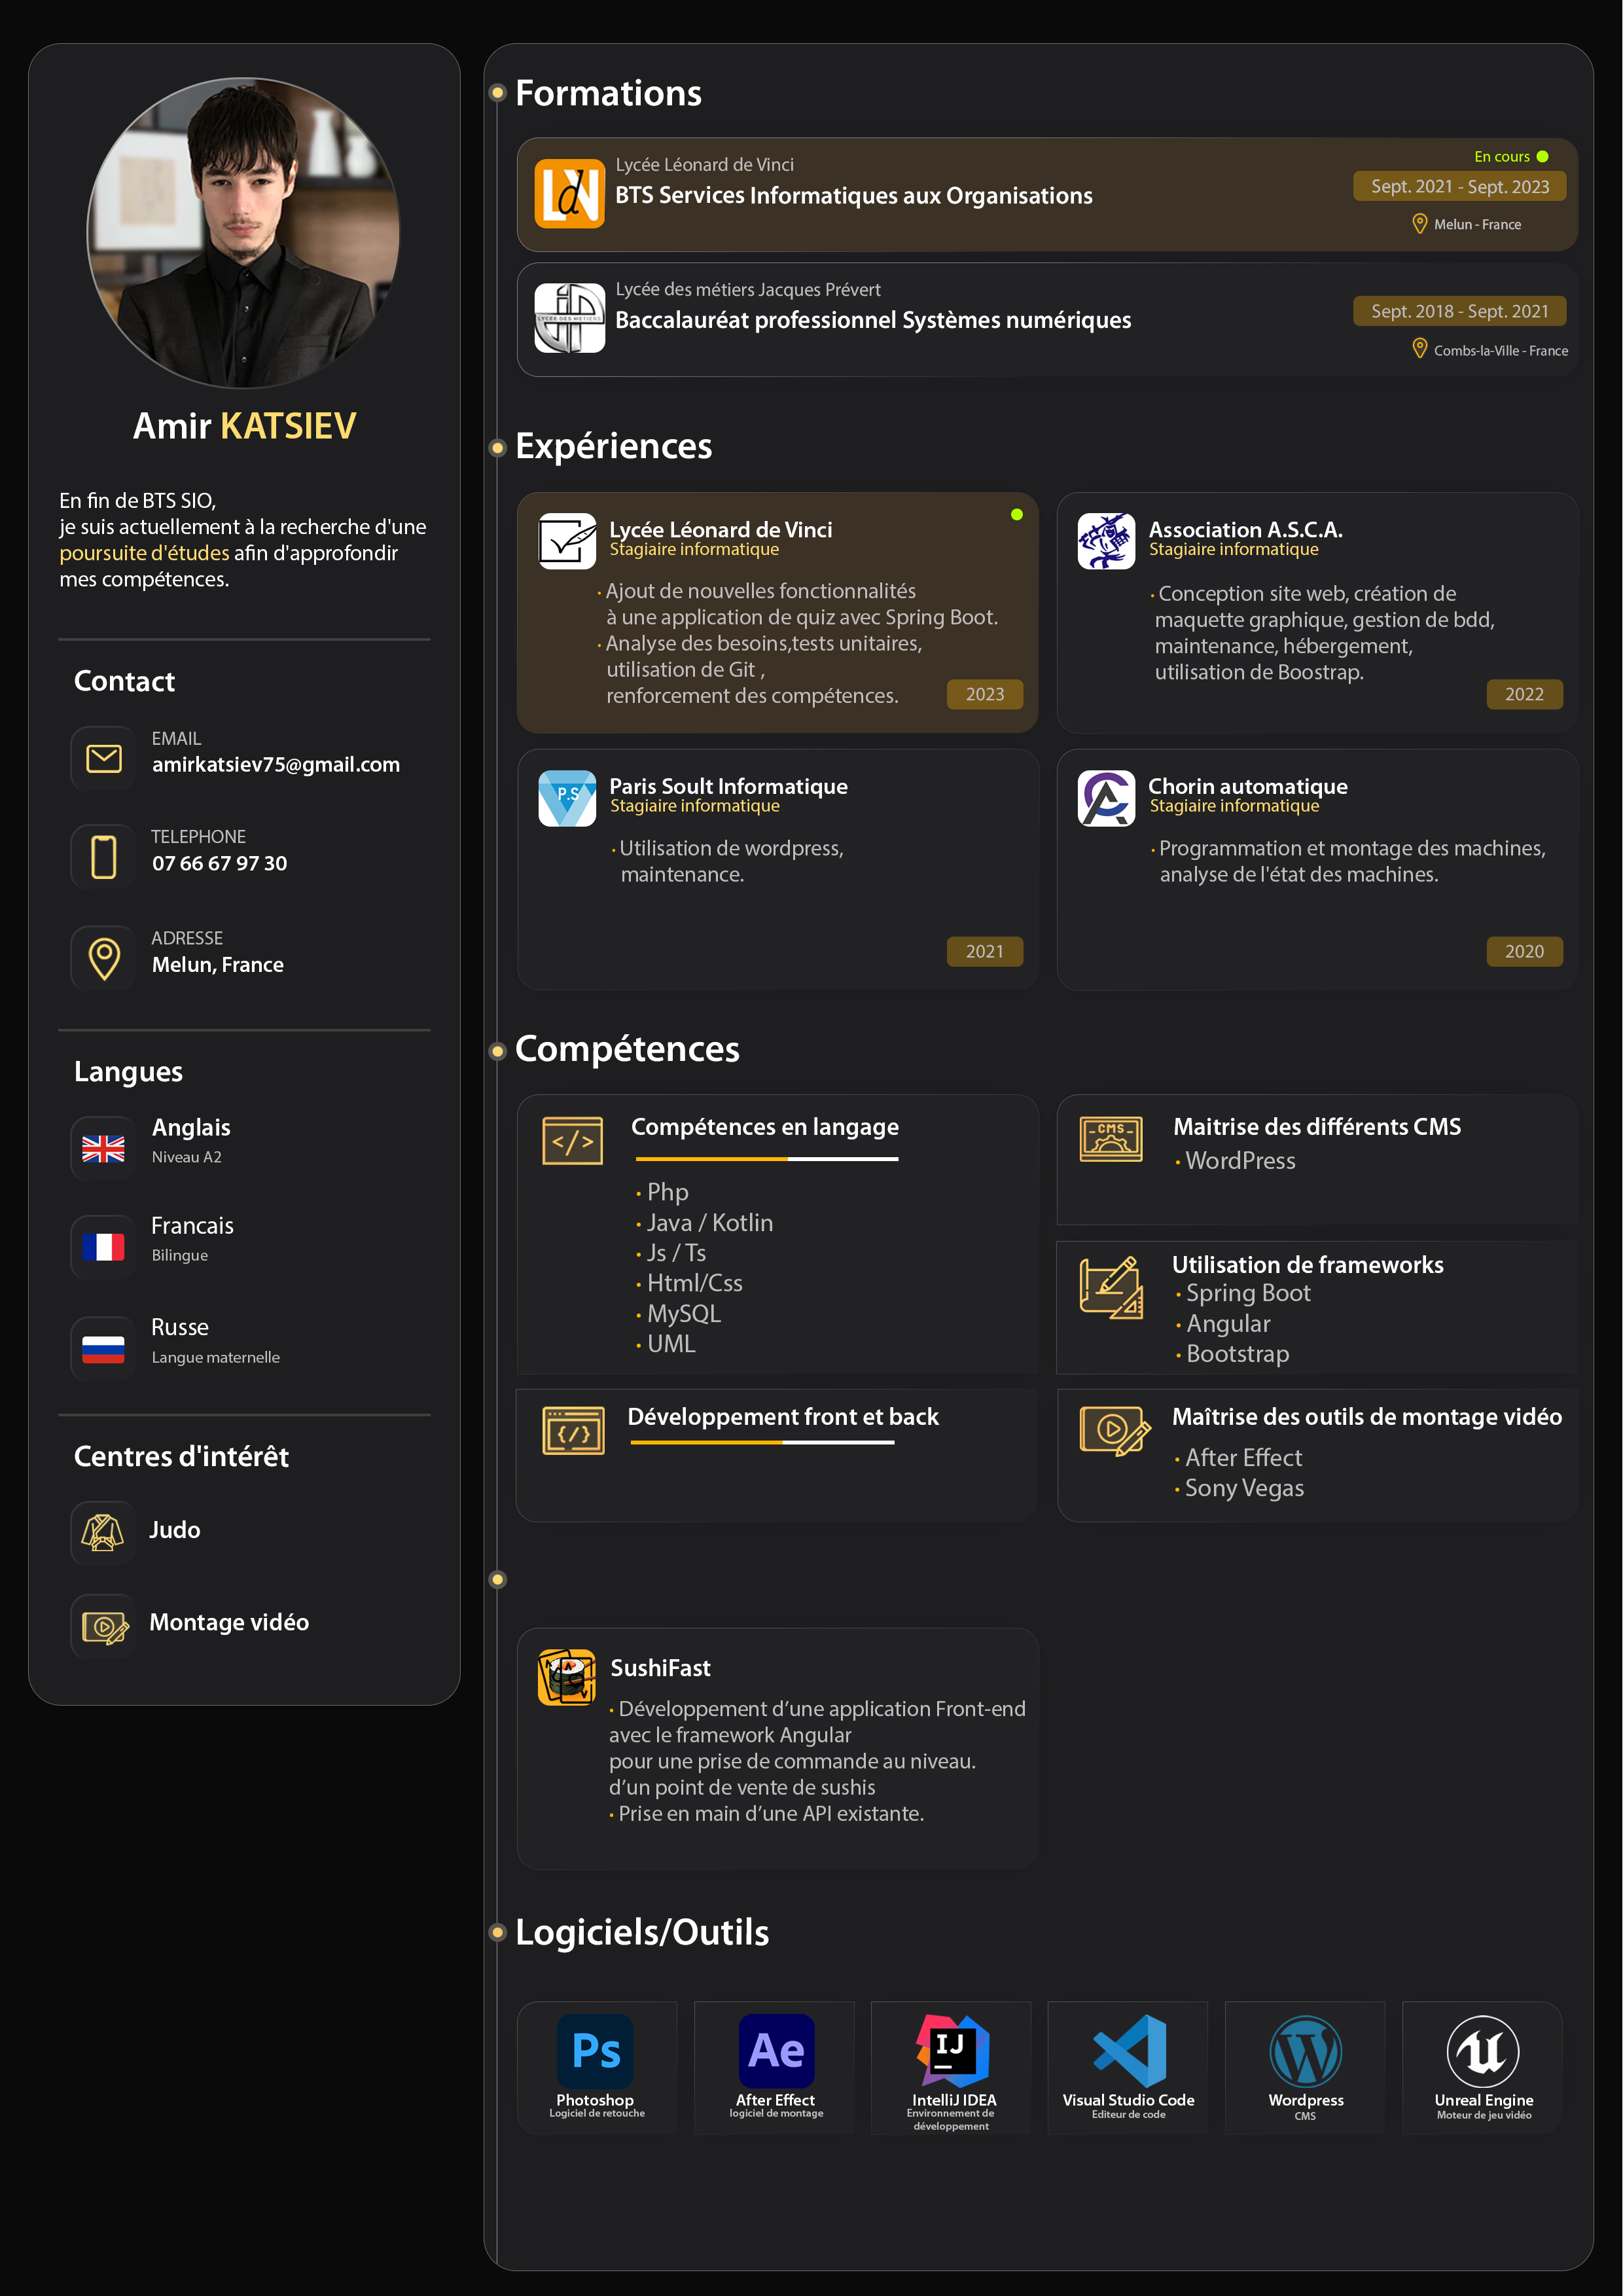 Amir KATSIEV
En fin de BTS SIO,
je suis actuellement à la recherche d'une
poursuite d'études afin d'approfondir
mes compétences.
Contact
EMAIL
amirkatsiev75@gmail.com
TELEPHONE
07 66 67 97 30
ADRESSE
Melun, France
Langues
Anglais
Niveau A2
Francais
Bilingue
Russe
Langue maternelle
Centres d'intérêt
Judo
Montage vidéo
Formations
Lycée Léonard de Vinci
BTS Services Informatiques aux Organisations
En cours
Sept. 2021 - Sept. 2023
Melun - France
Lycée des métiers Jacques Prévert
Baccalauréat professionnel Systèmes numériques
Sept. 2018 - Sept. 2021
Combs-la-Ville - France
Expériences
Lycée Léonard de Vinci
Stagiaire informatique
· Ajout de nouvelles fonctionnalités
à une application de quiz avec Spring Boot.
· Analyse des besoins,tests unitaires,
utilisation de Git ,
renforcement des compétences.
2023
Association A.S.C.A.
Stagiaire informatique
· Conception site web, création de
maquette graphique, gestion de bdd,
maintenance, hébergement,
utilisation de Boostrap.
2022
P.S
Paris Soult Informatique
Stagiaire informatique
· Utilisation de wordpress,
maintenance.
2021
Chorin automatique
Stagiaire informatique
· Programmation et montage des machines,
analyse de l'état des machines.
2020
Compétences
</>
Compétences en langage
· Php
· Java / Kotlin
· Js / Ts
· Html/Css
· MySQL
· UML
CMS
Maitrise des différents CMS
· WordPress
Utilisation de frameworks
· Spring Boot
· Angular
· Bootstrap
{/}
Développement front et back
Maîtrise des outils de montage vidéo
· After Effect
· Sony Vegas
SushiFast
· Développement d’une application Front-end
avec le framework Angular
pour une prise de commande au niveau.
d’un point de vente de sushis
· Prise en main d’une API existante.
Logiciels/Outils
Ps
Photoshop
Logiciel de retouche
Ae
After Effect
logiciel de montage
IJ
IntelliJ IDEA
Environnement de
développement
Visual Studio Code
Editeur de code
Wordpress
CMS
Unreal Engine
Moteur de jeu vidéo